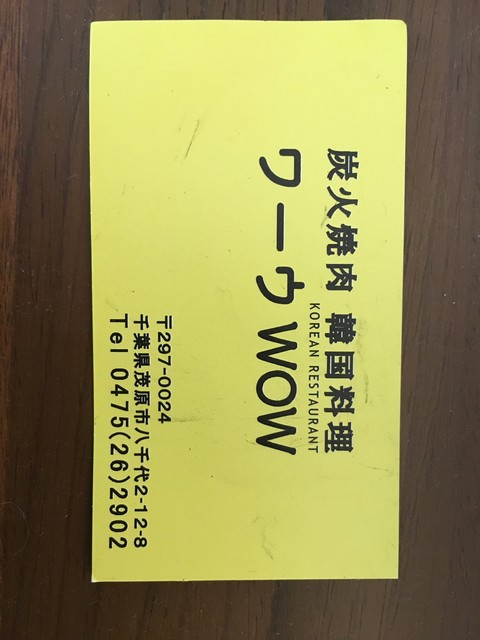 炭火焼肉 韓国料理
KOREAN RESTAURANT
ワーウ WOW
〒297-0024
千葉県茂原市八千代2-12-8
Tel 0475(26)2902